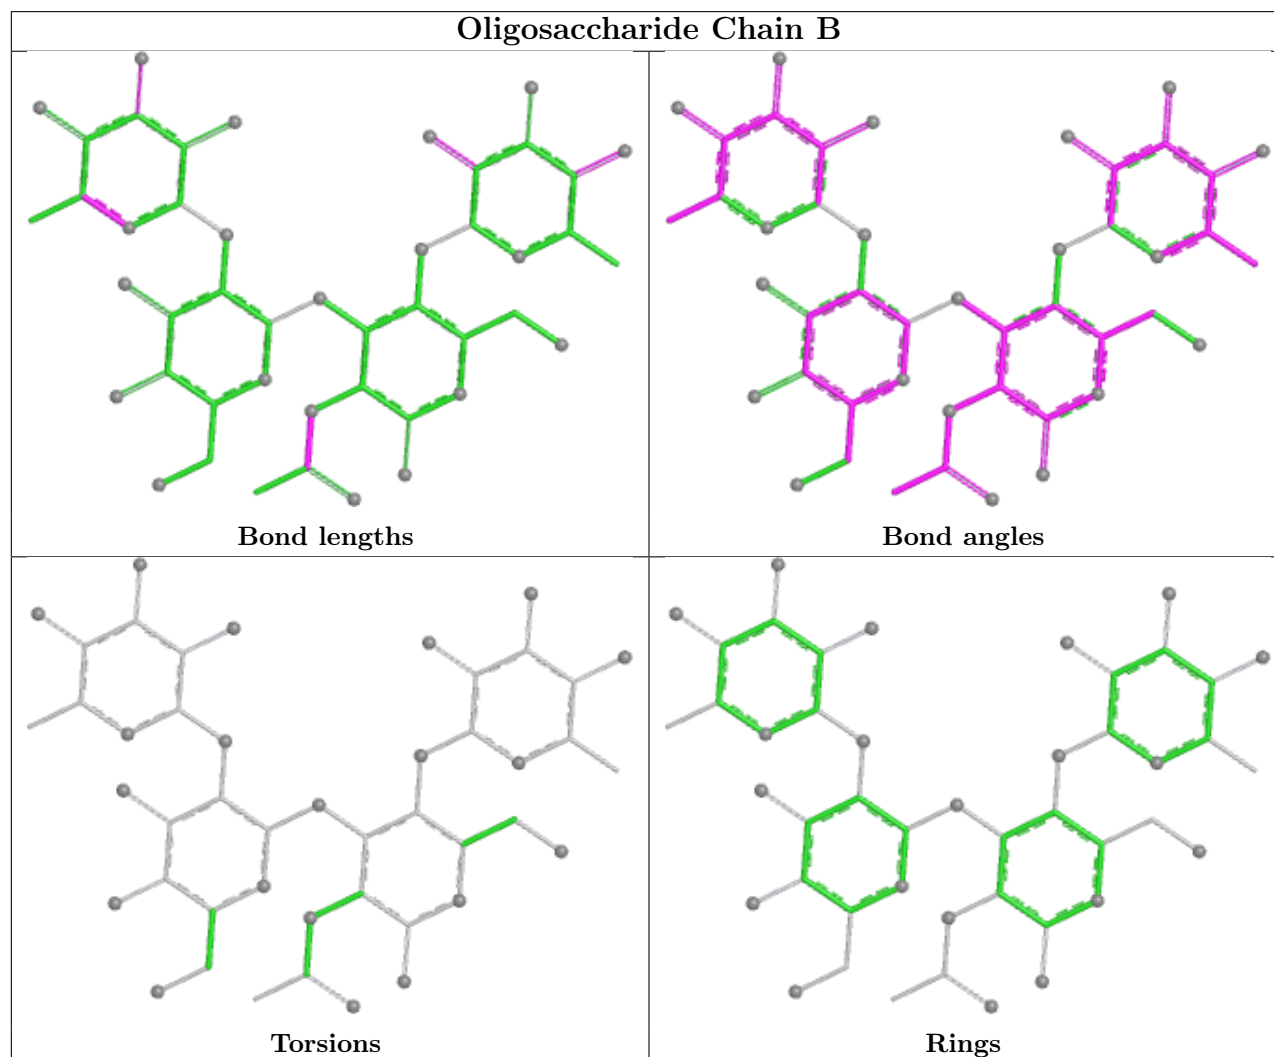 Oligosaccharide Chain B
Bond lengths
Bond angles
Torsions
Rings